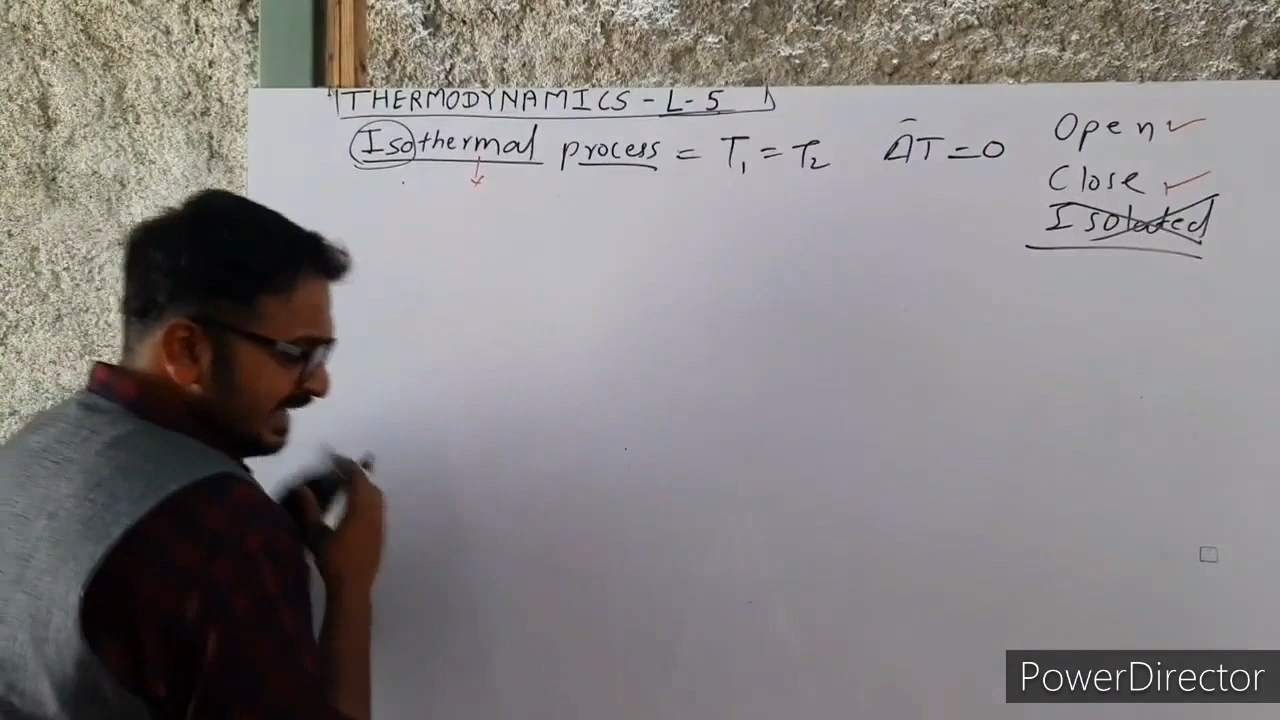 THERMODYNAMICS - L-5
Isothermal process = T₁ = T₂ ΔT = 0
Open ✓
Close ✓
Isolated
PowerDirector